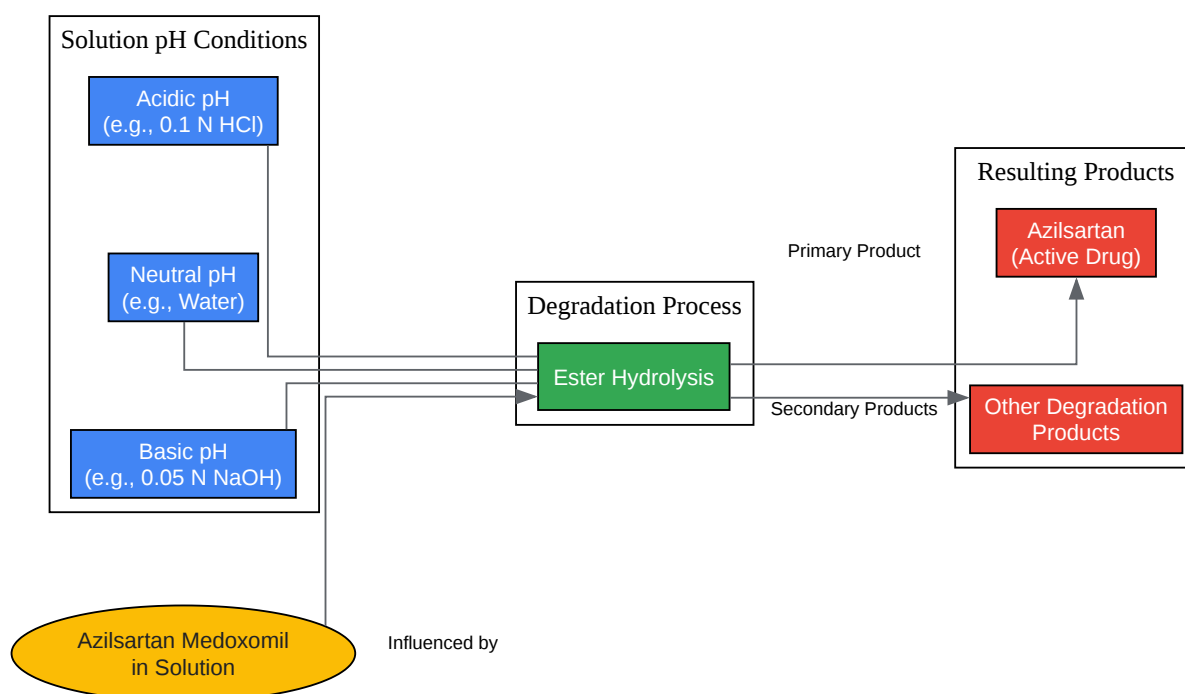 Solution pH Conditions
Acidic pH
(e.g., 0.1 N HCl)
Neutral pH
(e.g., Water)
Basic pH
(e.g., 0.05 N NaOH)
Azilsartan Medoxomil
in Solution
Influenced by
Degradation Process
Ester Hydrolysis
Primary Product
Secondary Products
Resulting Products
Azilsartan
(Active Drug)
Other Degradation
Products